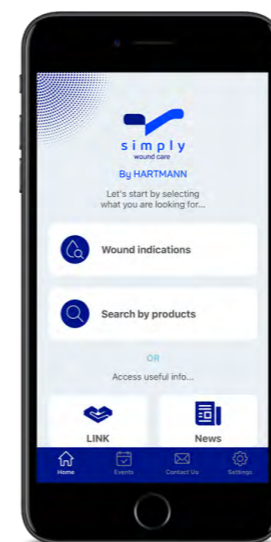 simply
wound care
By HARTMANN
Let's start by selecting
what you are looking for...
Wound indications
Search by products
OR
Access useful info...
LINK
News
Home
Events
Contact Us
Settings